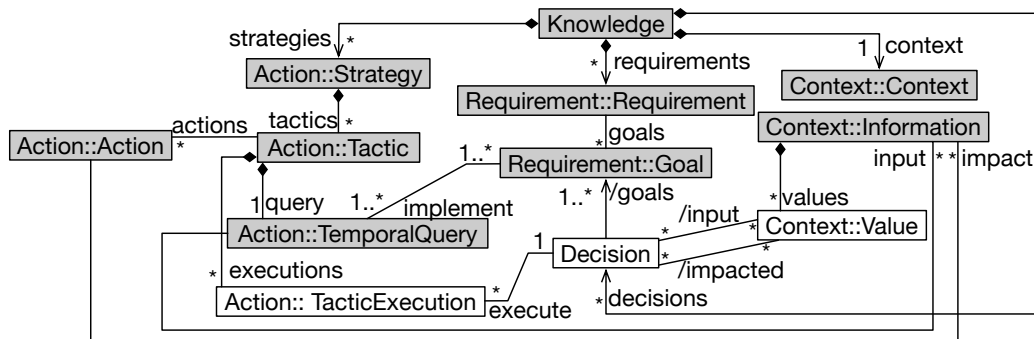 Knowledge
strategies *
1 context
* requirements
Action::Strategy
Context::Context
Requirement::Requirement
tactics *
actions
*
goals
*
Context::Information
Action::Action
Action::Tactic
input * * impact
1..* Requirement::Goal
1 query
1..* implement
1..* /goals
* values
/input
* *
Action::TemporalQuery
Context::Value
1 Decision
* *
/impacted
* executions
Action:: TacticExecution
*
execute
* decisions